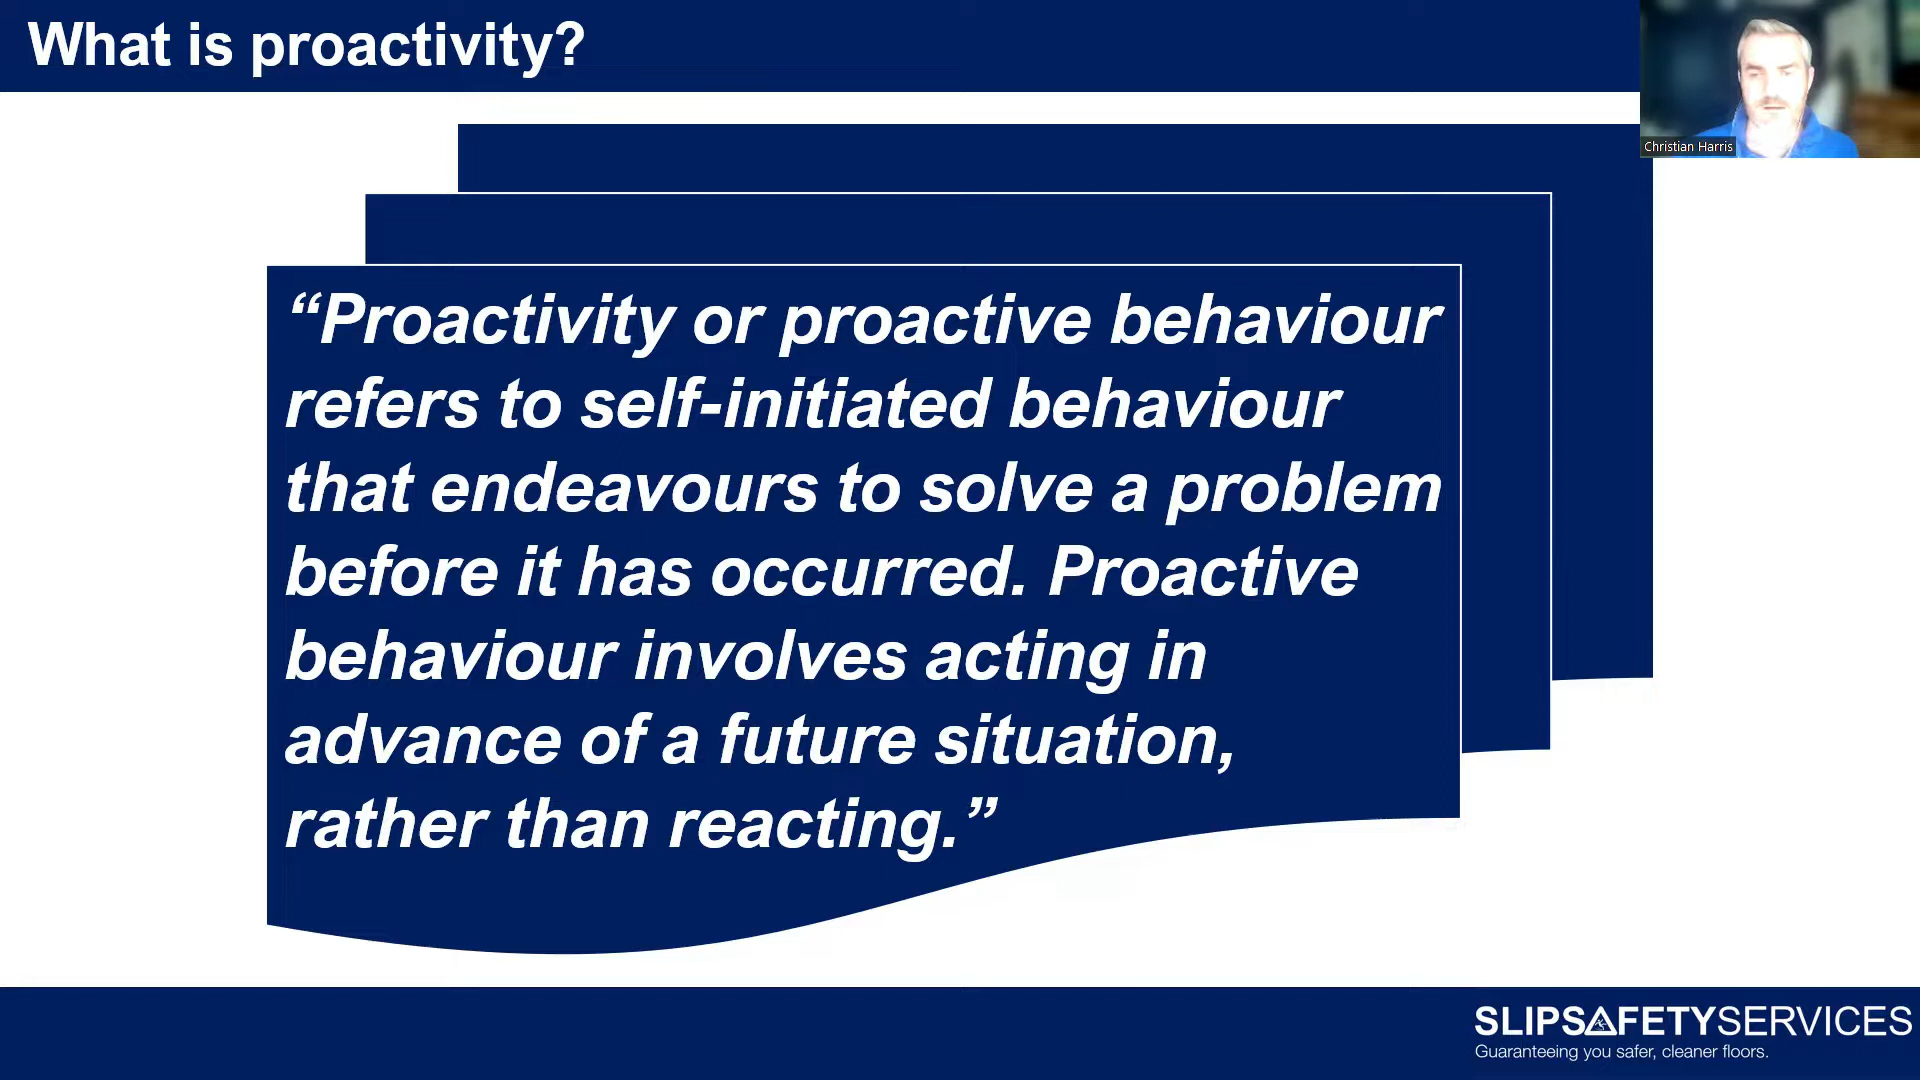 What is proactivity?
Christian Harris
“Proactivity or proactive behaviour
refers to self-initiated behaviour
that endeavours to solve a problem
before it has occurred. Proactive
behaviour involves acting in
advance of a future situation,
rather than reacting.”
SLIPSAFETYSERVICES
Guaranteeing you safer, cleaner floors.